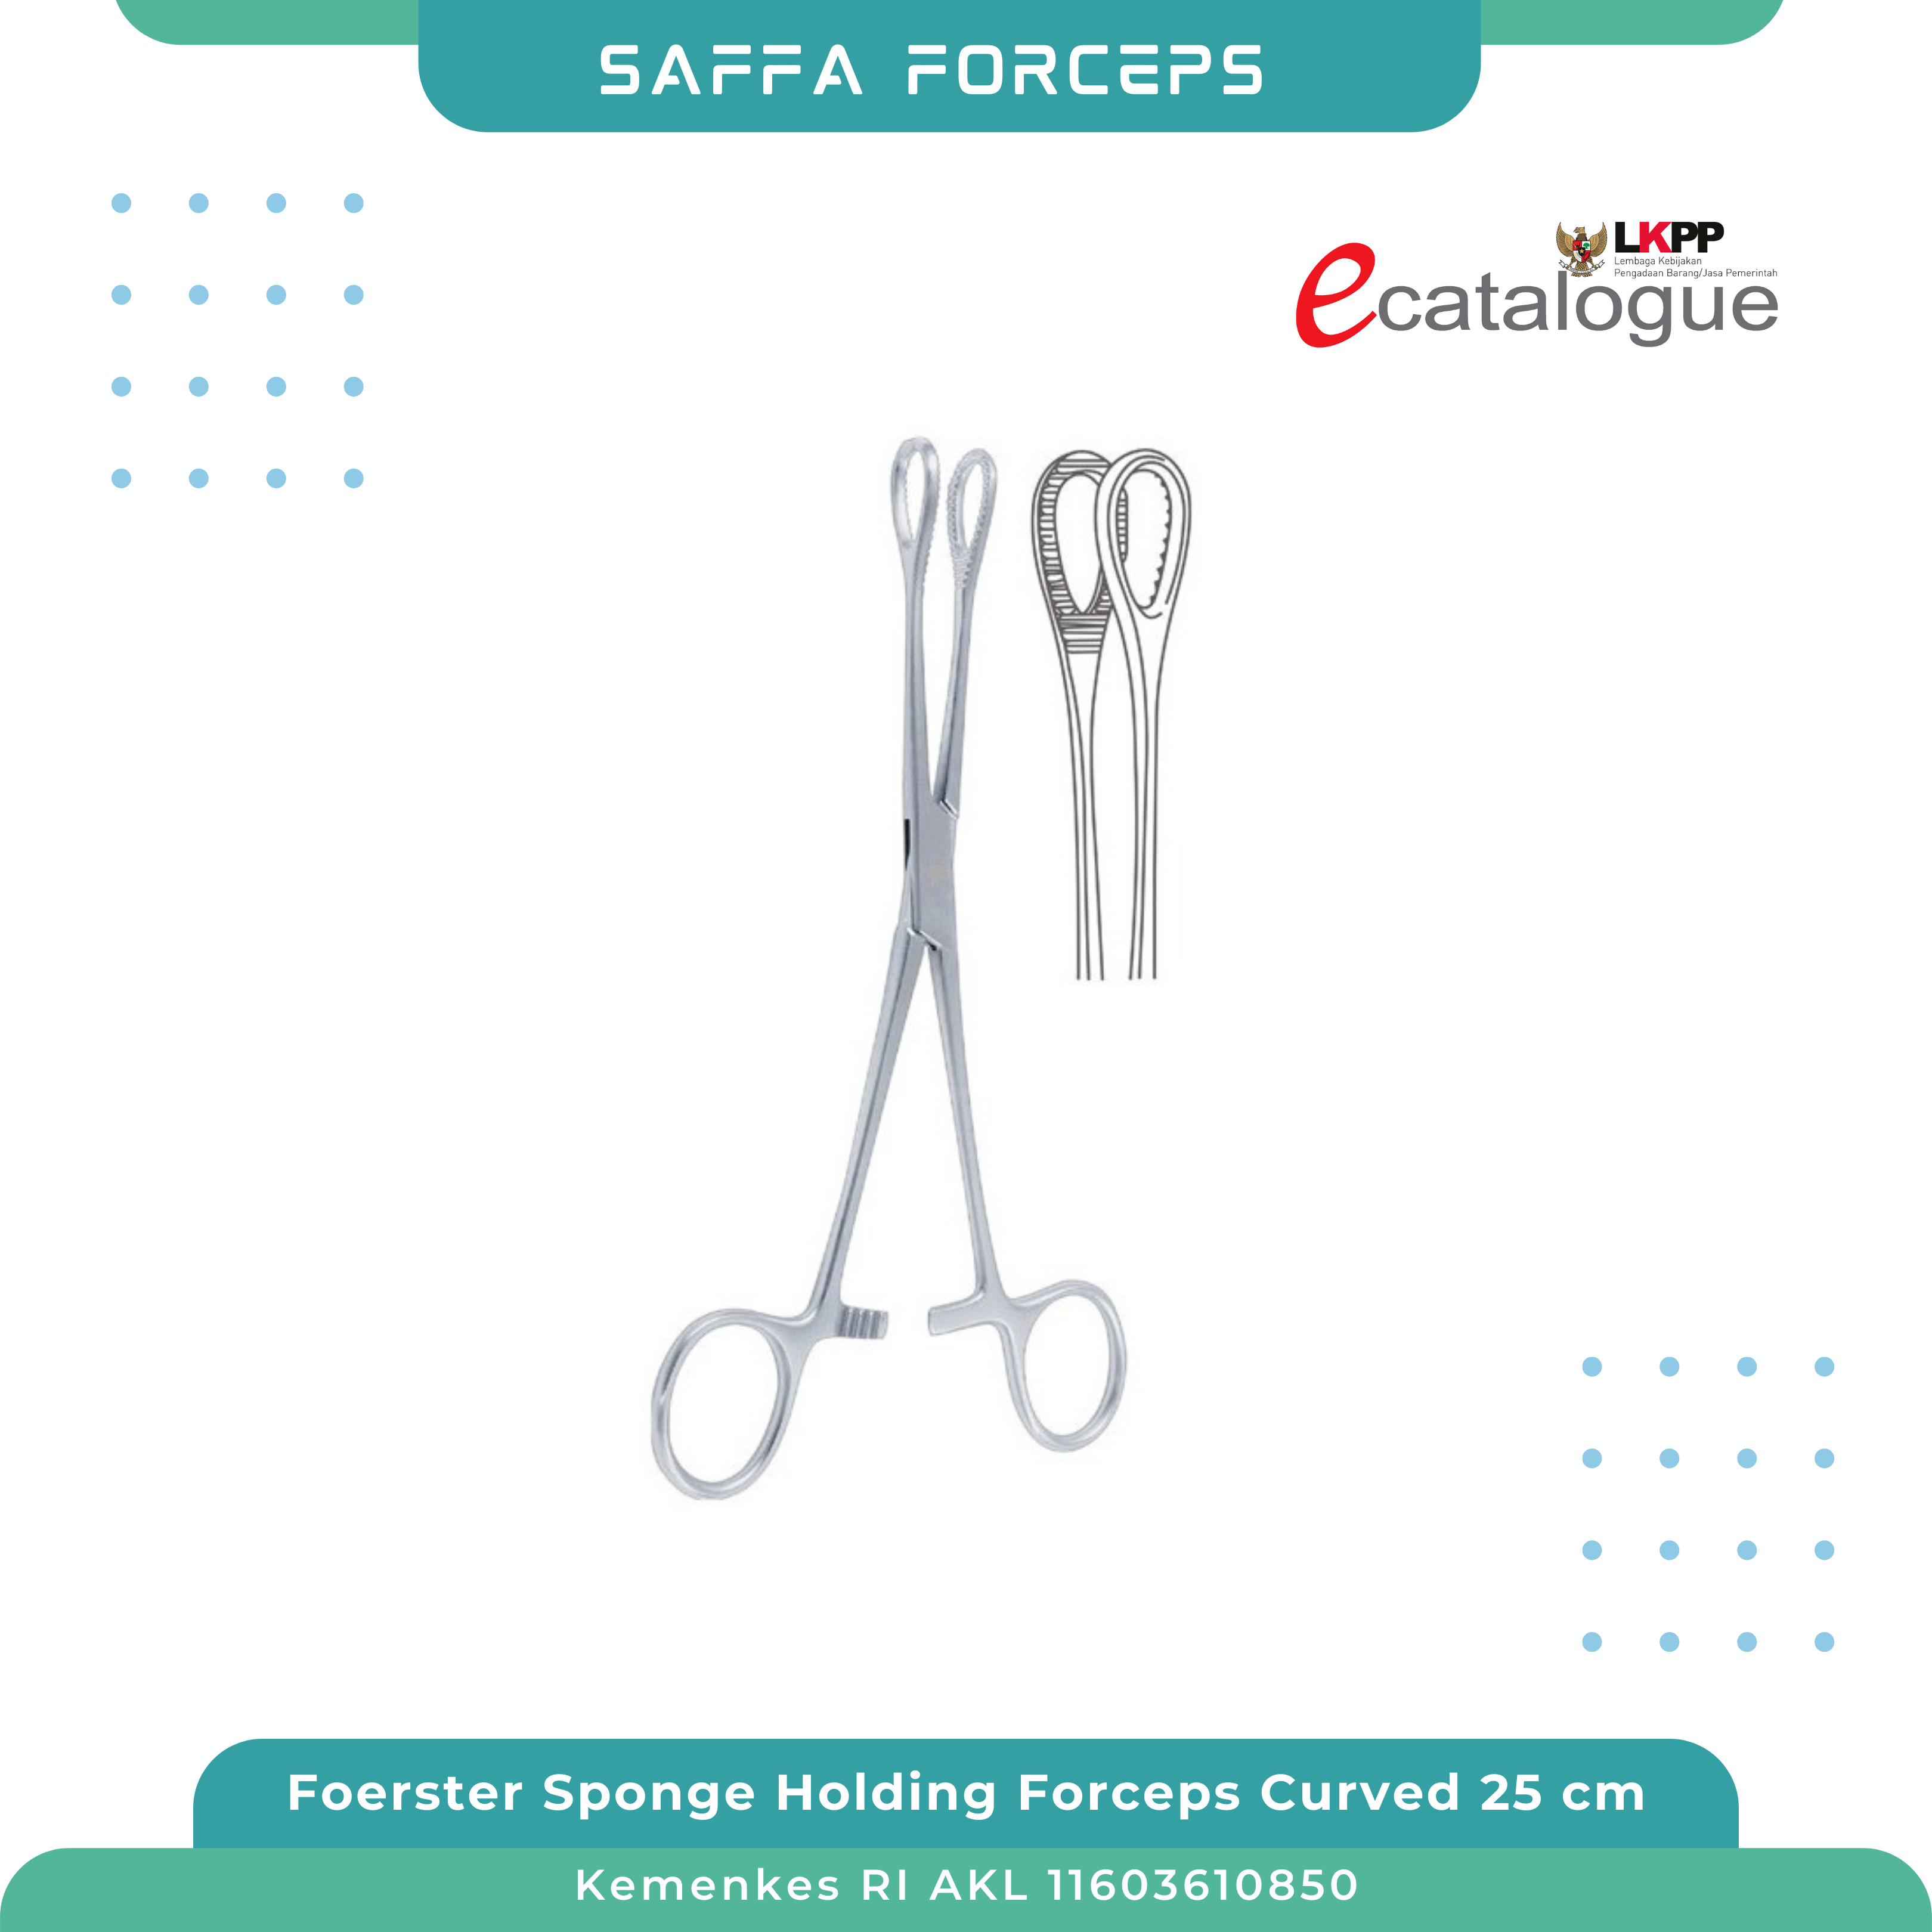 SAFFA FORCEPS
LKPP
Lembaga Kebijakan
Pengadaan Barang/Jasa Pemerintah
ecatalogue
Foerster Sponge Holding Forceps Curved 25 cm
Kemenkes RI AKL 11603610850